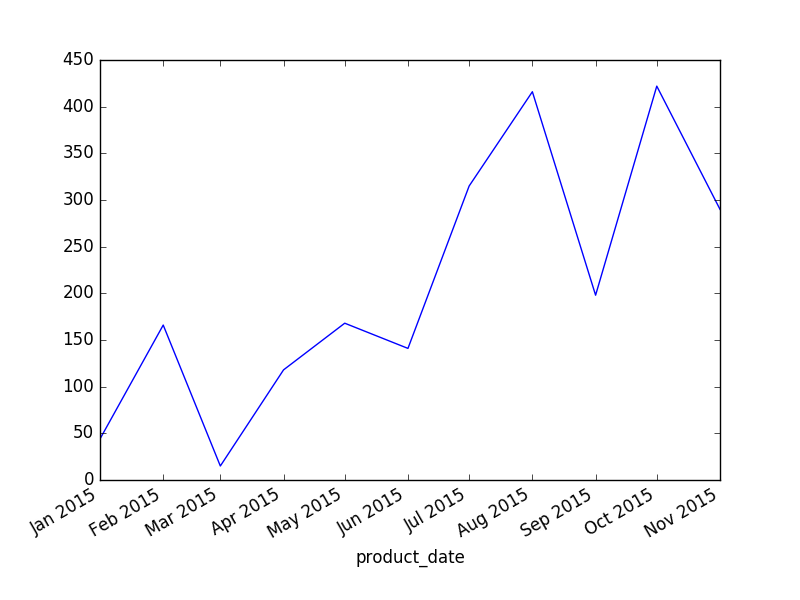 450
400
350
300
250
200
150
100
50
0
Jan 2015
Feb 2015
Mar 2015
Apr 2015
May 2015
Jun 2015
Jul 2015
Aug 2015
Sep 2015
Oct 2015
Nov 2015
product_date